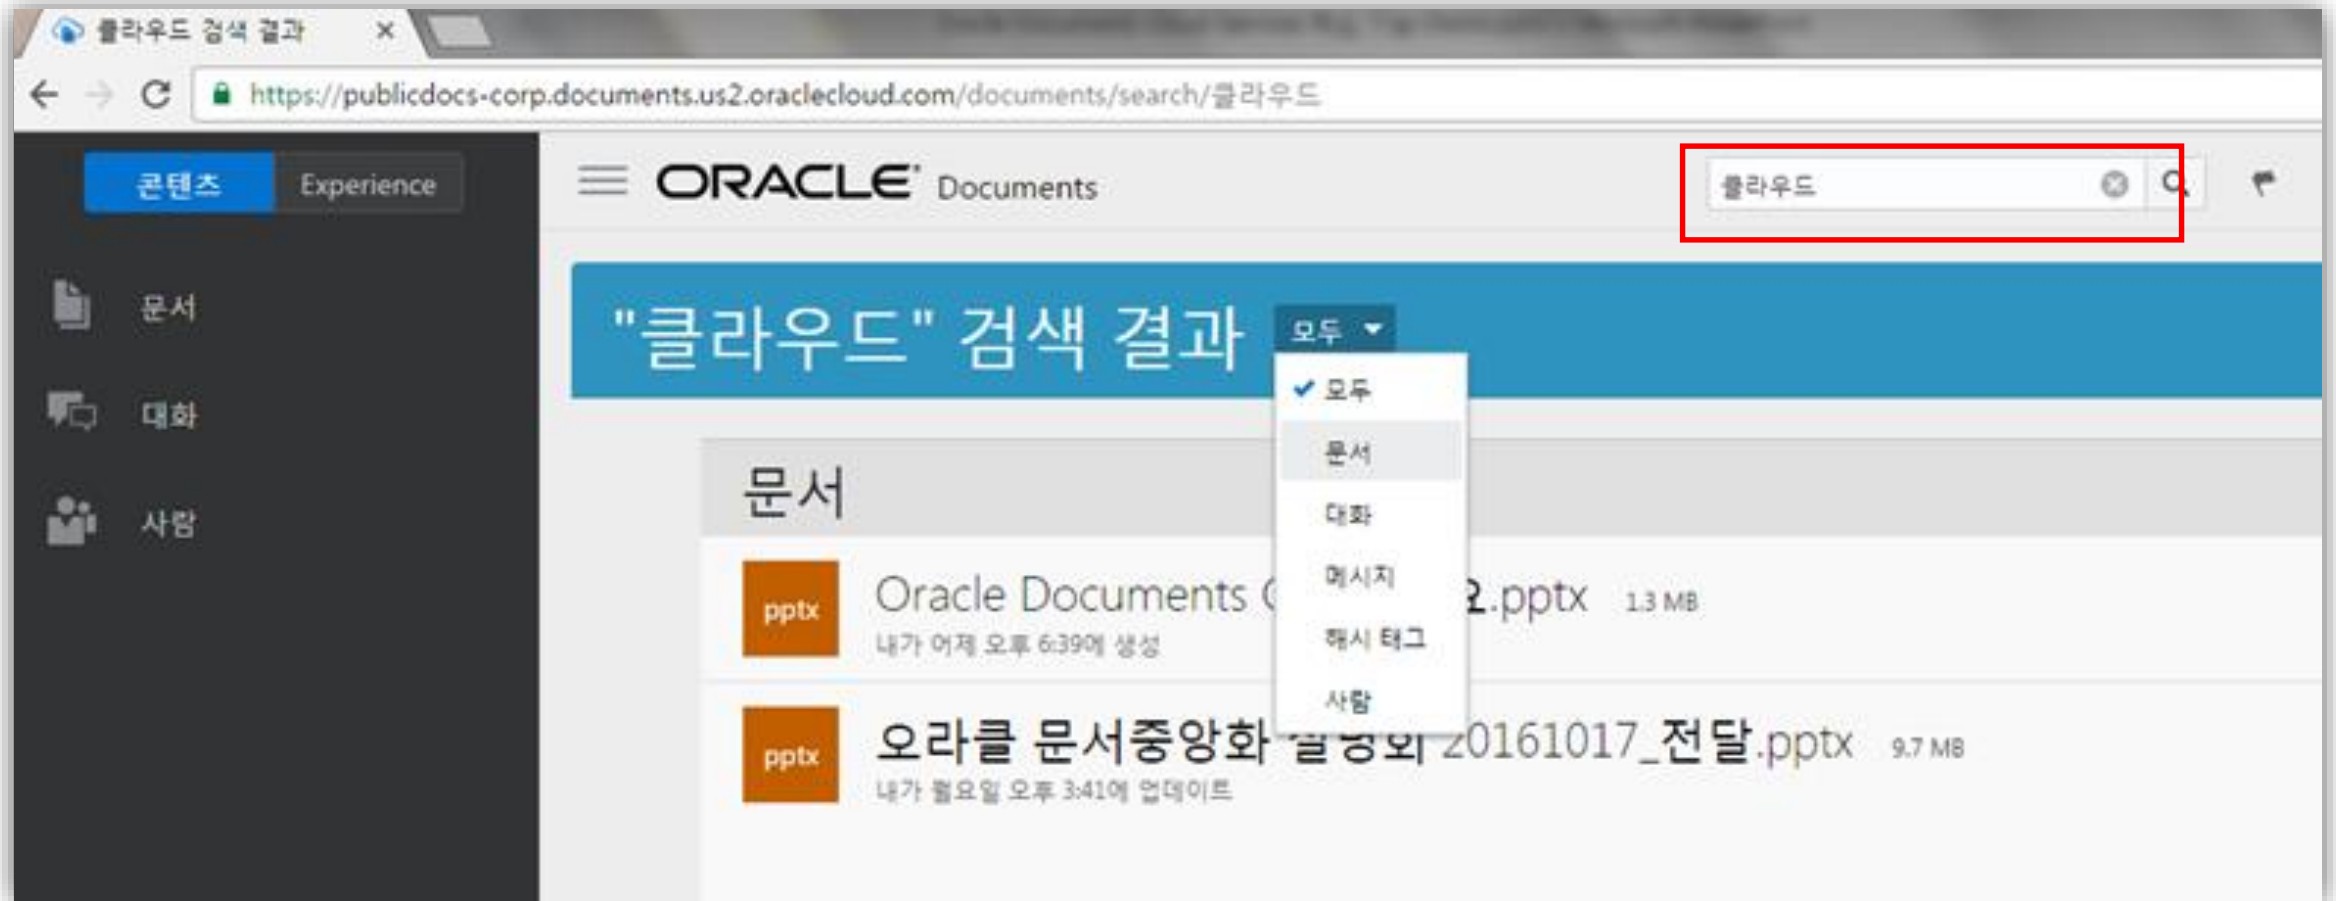 클라우드 검색 결과
https://publicdocs-corp.documents.us2.oraclecloud.com/documents/search/클라우드
콘텐츠 Experience
문서
대화
사람
ORACLE Documents
클라우드
"클라우드" 검색 결과 모두
모두
문서
대화
메시지
해시 태그
사람
문서
pptx
Oracle Documents .pptx 1.3 MB
내가 어제 오후 6:39에 생성
pptx
오라클 문서중앙화 설명회 20161017_전달.pptx 9.7 MB
내가 월요일 오후 3:41에 업데이트